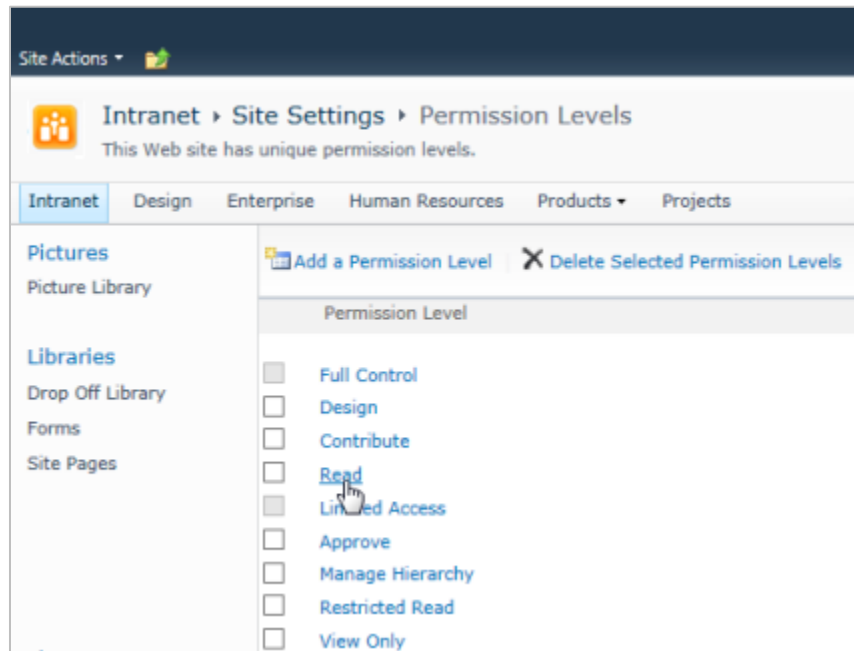 Site Actions
Intranet Site Settings Permission Levels
This Web site has unique permission levels.
Intranet Design Enterprise Human Resources Products Projects
Pictures
Picture Library
Libraries
Drop Off Library
Forms
Site Pages
Add a Permission Level Delete Selected Permission Levels
Permission Level
Full Control
Design
Contribute
Read
Limited Access
Approve
Manage Hierarchy
Restricted Read
View Only